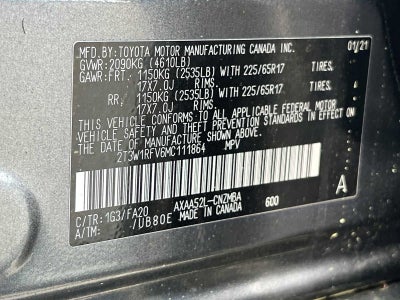 MFD.BY:TOYOTA MOTOR MANUFACTURING CANADA INC. 01/21
GVWR:2090KG (4610LB)
GAWR:FRT. 1150KG (2535LB) WITH 225/65R17 TIRES,
17X7.0J RIMS,
RR. 1150KG (2535LB) WITH 225/65R17 TIRES,
17X7.0J RIMS,
THIS VEHICLE CONFORMS TO ALL APPLICABLE FEDERAL MOTOR
VEHICLE SAFETY, BUMPER, AND THEFT PREVENTION STANDARDS IN
EFFECT ON THE DATE OF MANUFACTURE SHOWN ABOVE.
2T3W1RFV6MC111864 MPV
A
C/TR:1G3/FA20 AXAA52L-CNZMBA
A/TM: -/UB80E MADE IN CANADA 600